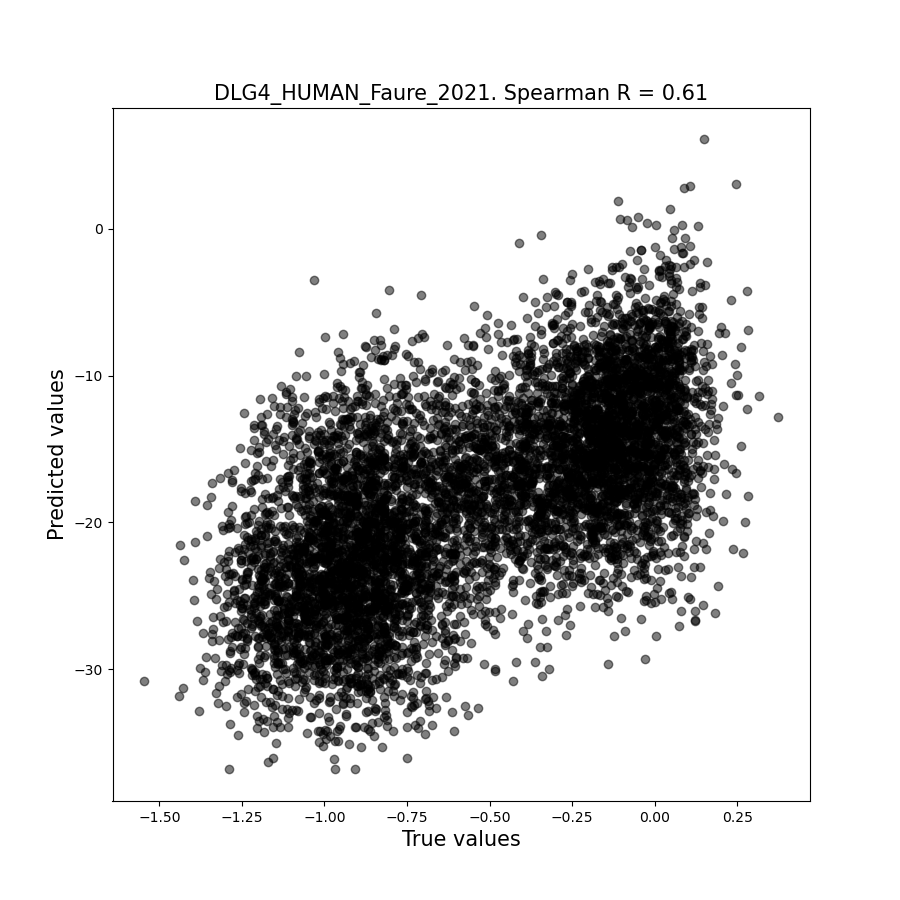 DLG4_HUMAN_Faure_2021. Spearman R = 0.61
Predicted values
0
−10
−20
−30
−1.50 −1.25 −1.00 −0.75 −0.50 −0.25 0.00 0.25
True values